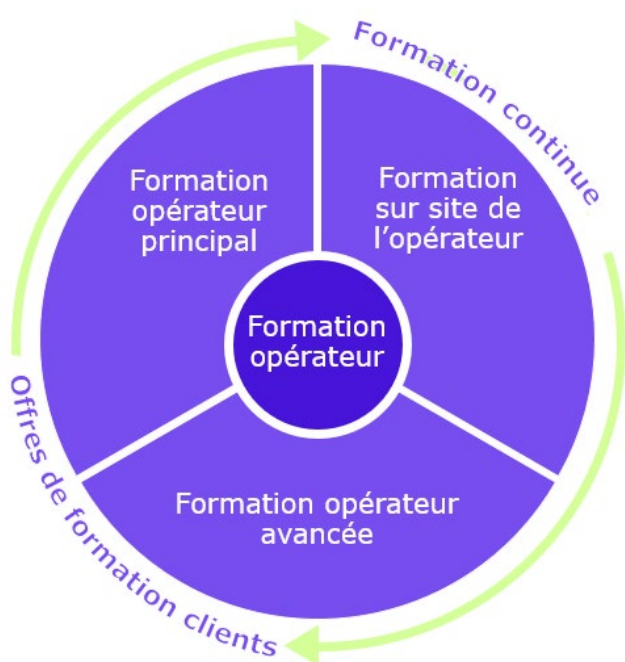 Formation continue
Formation
opérateur
principal
Formation
sur site de
l’opérateur
Formation
opérateur
Formation opérateur
avancée
Offres de formation clients